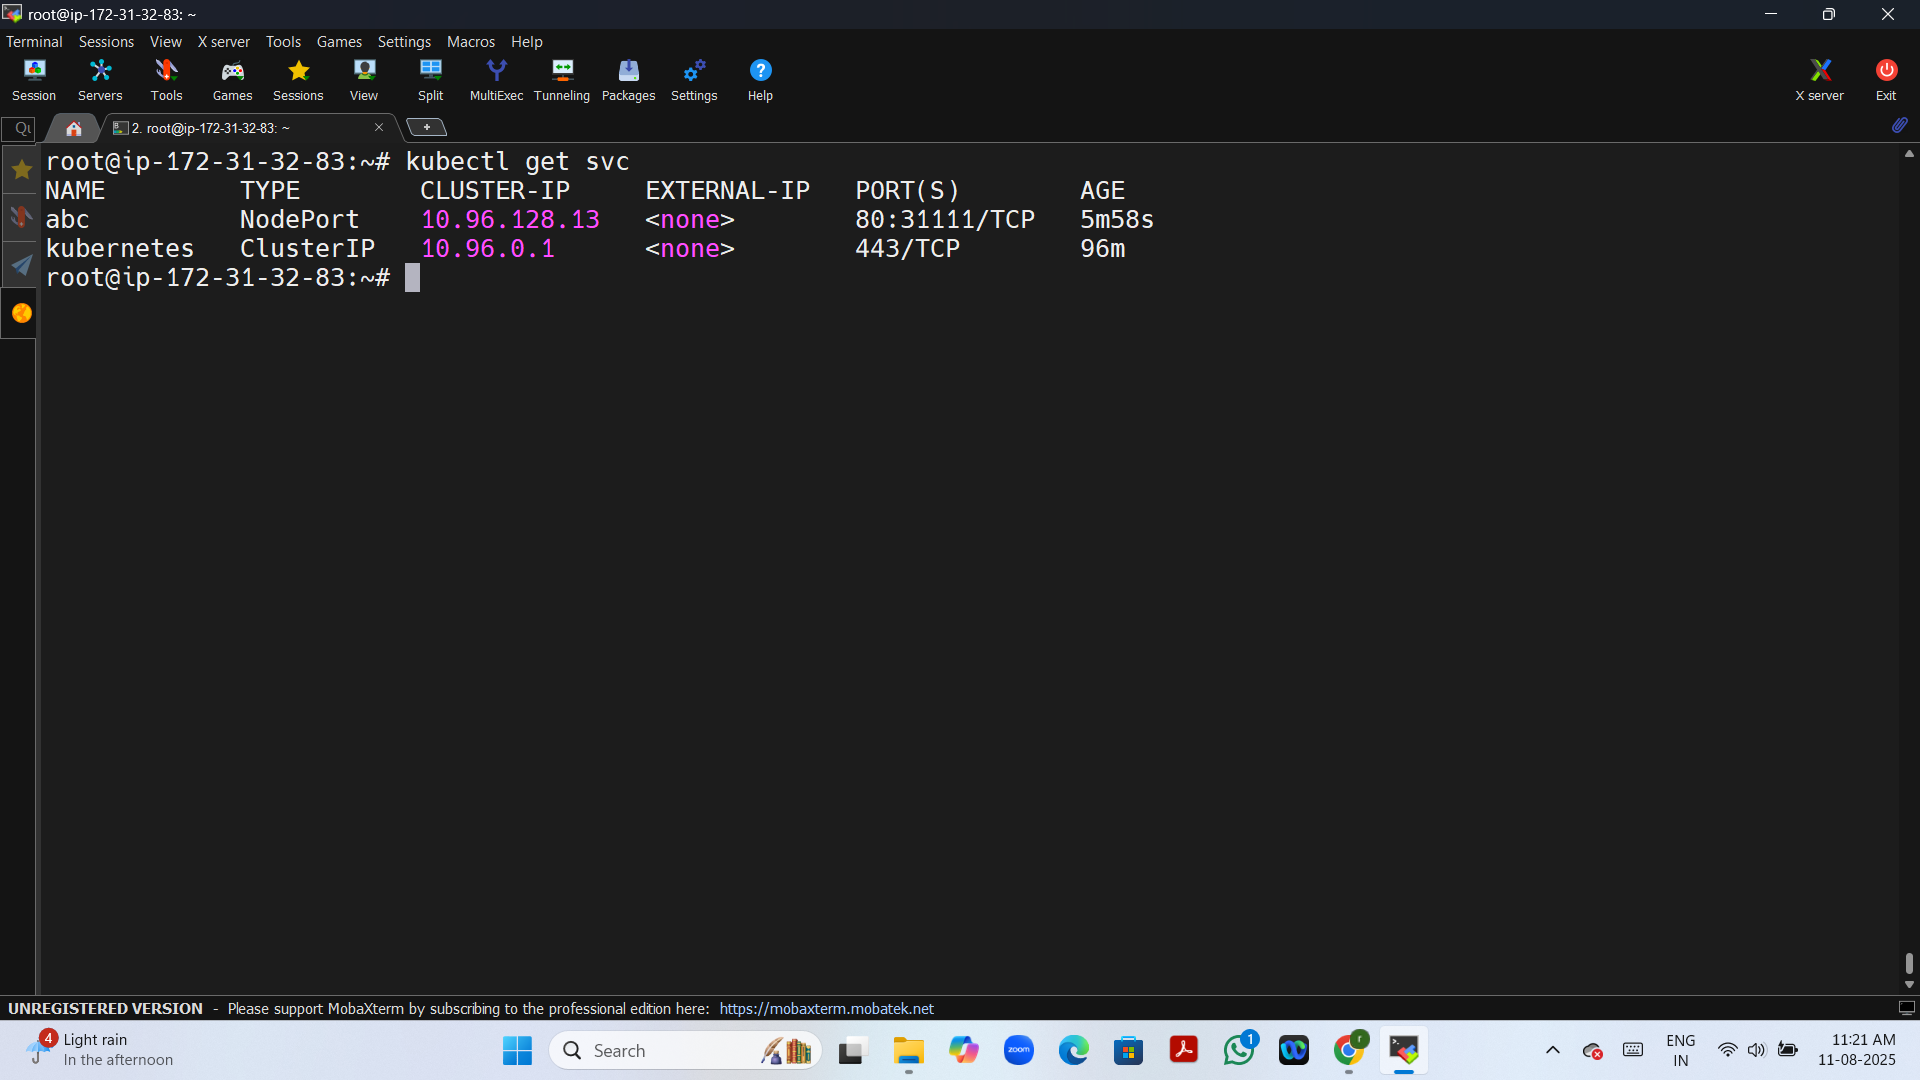 root@ip-172-31-32-83: ~
Terminal Sessions View X server Tools Games Settings Macros Help
Session Servers Tools Games Sessions View Split MultiExec Tunneling Packages Settings Help X server Exit
2. root@ip-172-31-32-83: ~
root@ip-172-31-32-83:~# kubectl get svc
NAME TYPE CLUSTER-IP EXTERNAL-IP PORT(S) AGE
abc NodePort 10.96.128.13 <none> 80:31111/TCP 5m58s
kubernetes ClusterIP 10.96.0.1 <none> 443/TCP 96m
root@ip-172-31-32-83:~#
UNREGISTERED VERSION - Please support MobaXterm by subscribing to the professional edition here: https://mobaxterm.mobatek.net
4 Light rain
In the afternoon
Search
zoom
1
r
ENG
IN
11:21 AM
11-08-2025